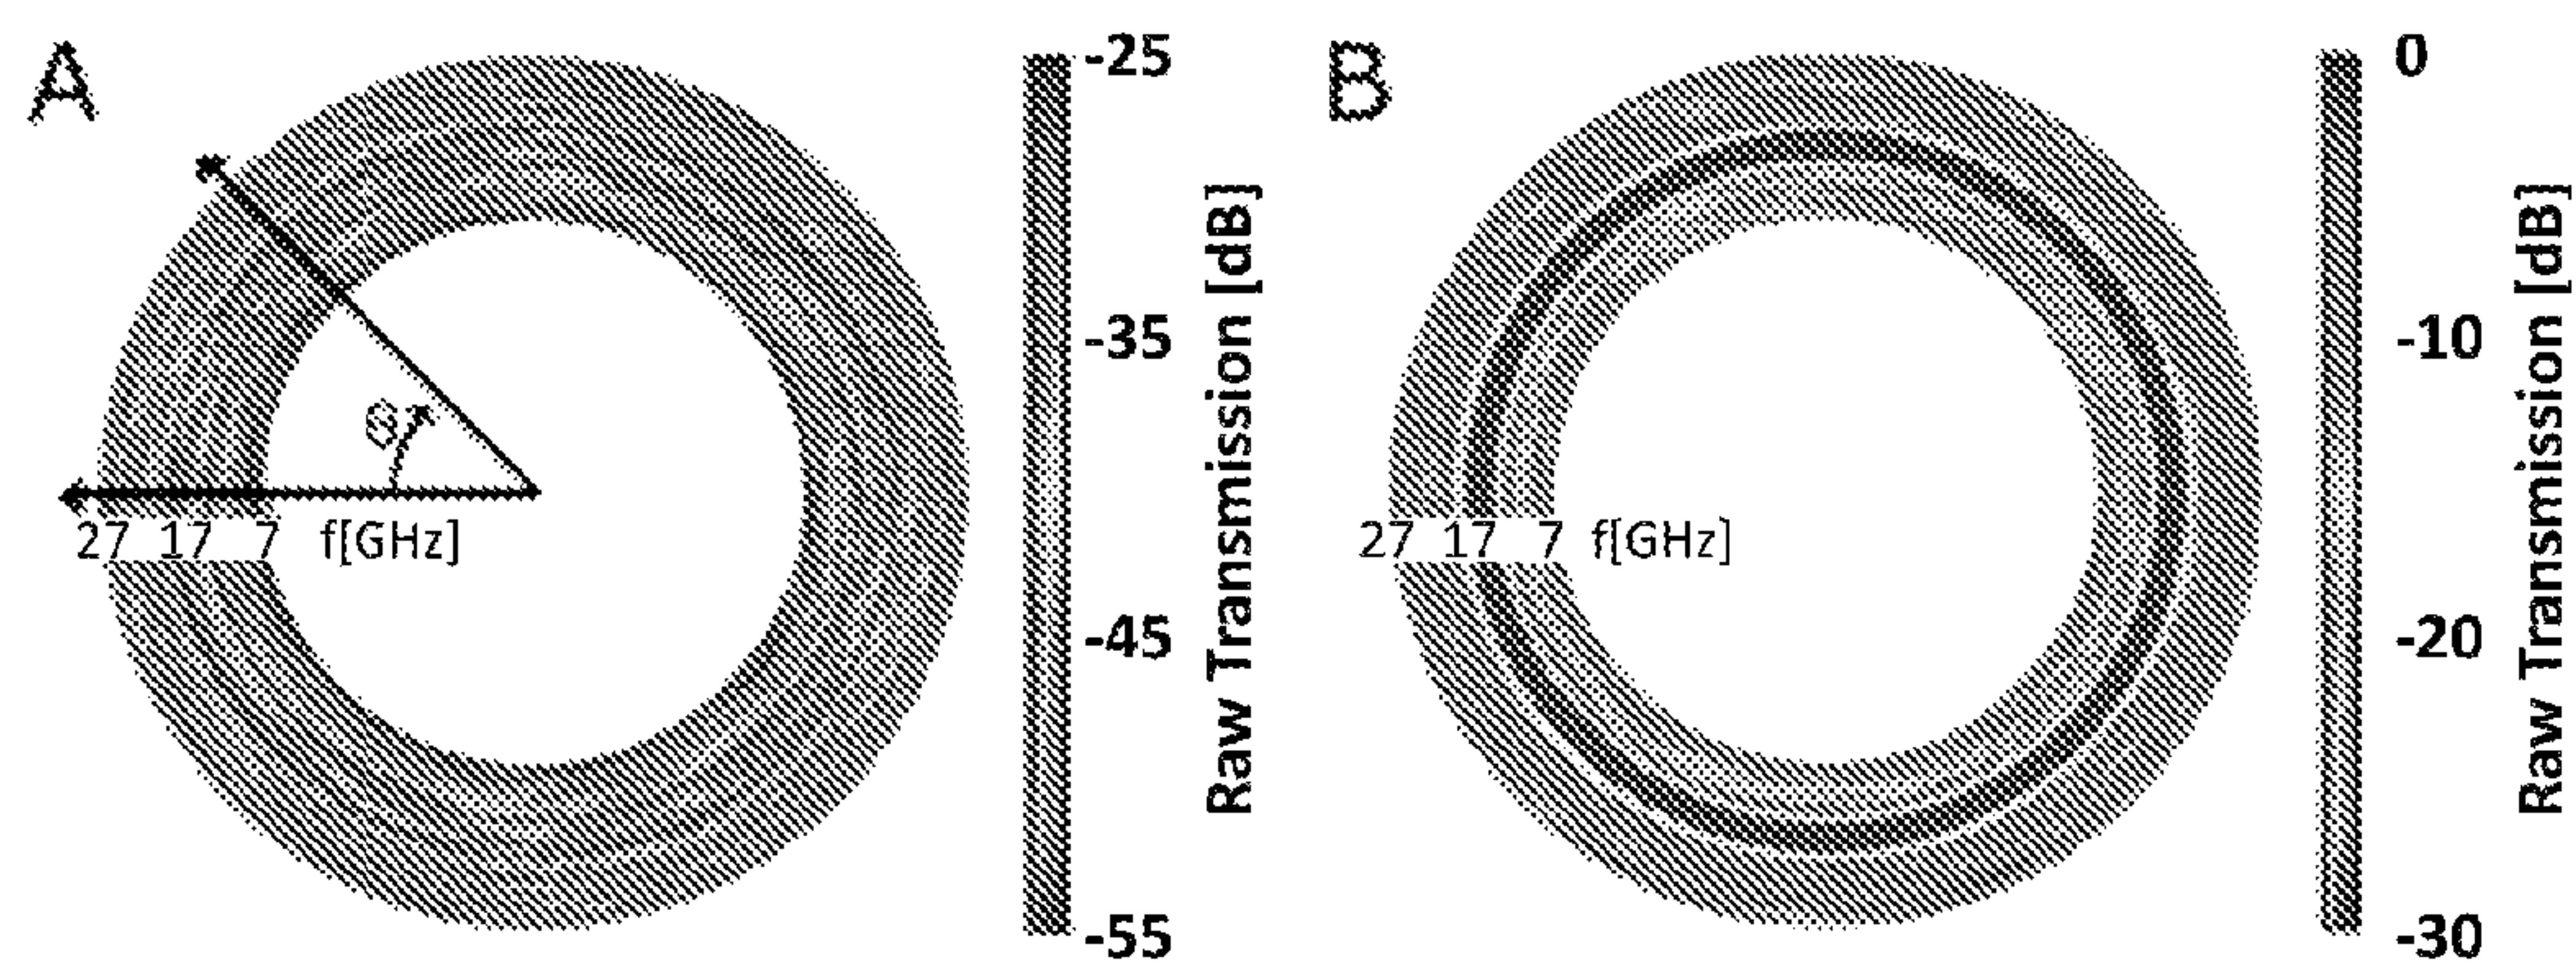 A
-25
-35
-45
-55
Raw Transmission [dB]
27 17 7 f[GHz]
B
0
-10
-20
-30
Raw Transmission [dB]
27 17 7 f[GHz]